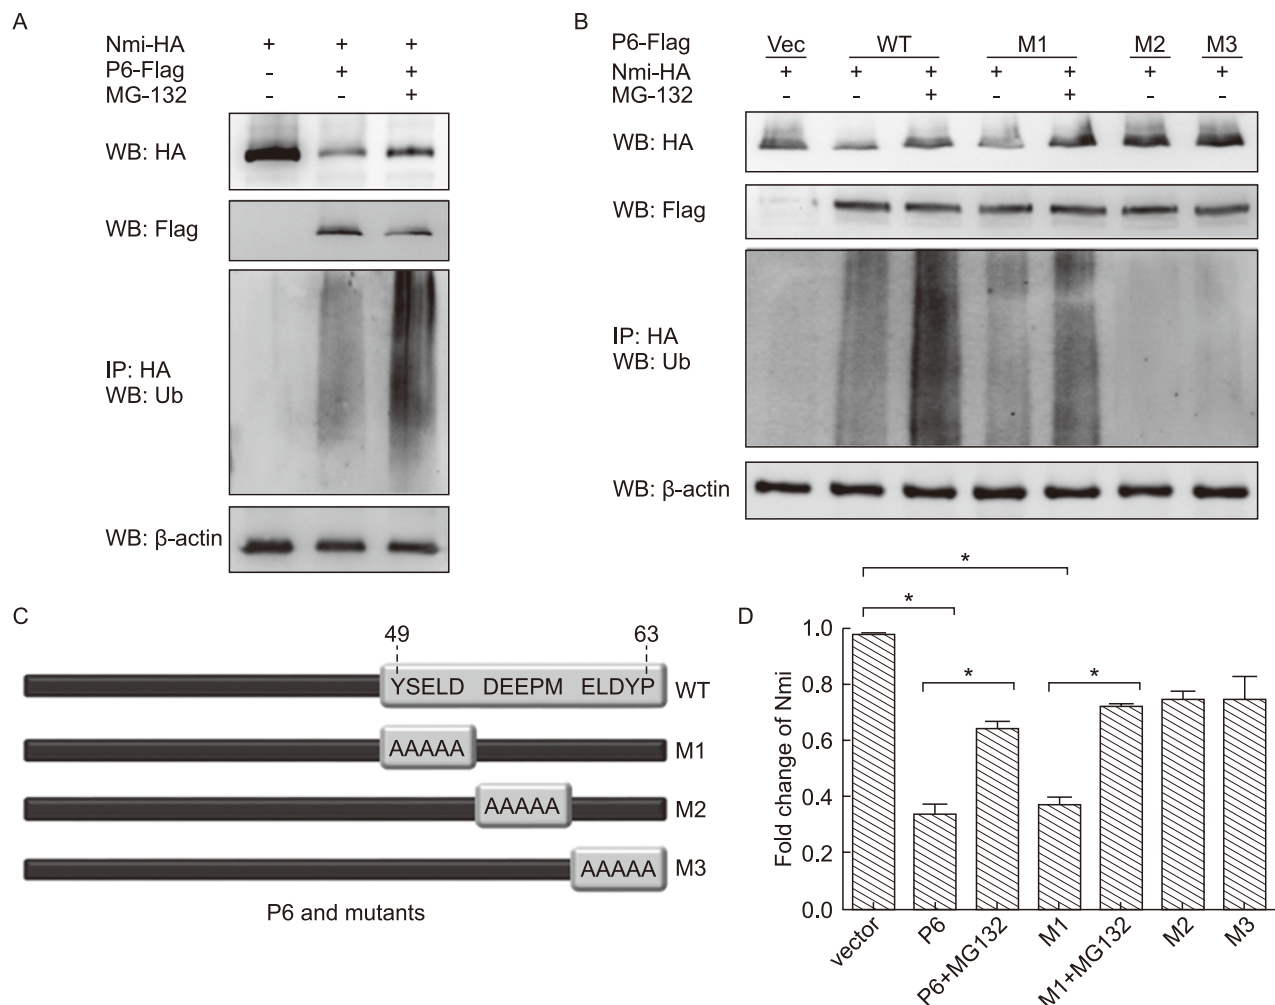 A
Nmi-HA + + +
P6-Flag - + +
MG-132 - - +
WB: HA
WB: Flag
IP: HA
WB: Ub
WB: β-actin
B
P6-Flag Vec WT M1 M2 M3
Nmi-HA + + + + + + +
MG-132 - - + - + - -
WB: HA
WB: Flag
IP: HA
WB: Ub
WB: β-actin
C
49 63
YSELD DEEPM ELDYP WT
AAAAA M1
AAAAA M2
AAAAA M3
P6 and mutants
D
*
*
* *
Fold change of Nmi
1.0
0.8
0.6
0.4
0.2
0.0
vector P6 P6+MG132 M1 M1+MG132 M2 M3